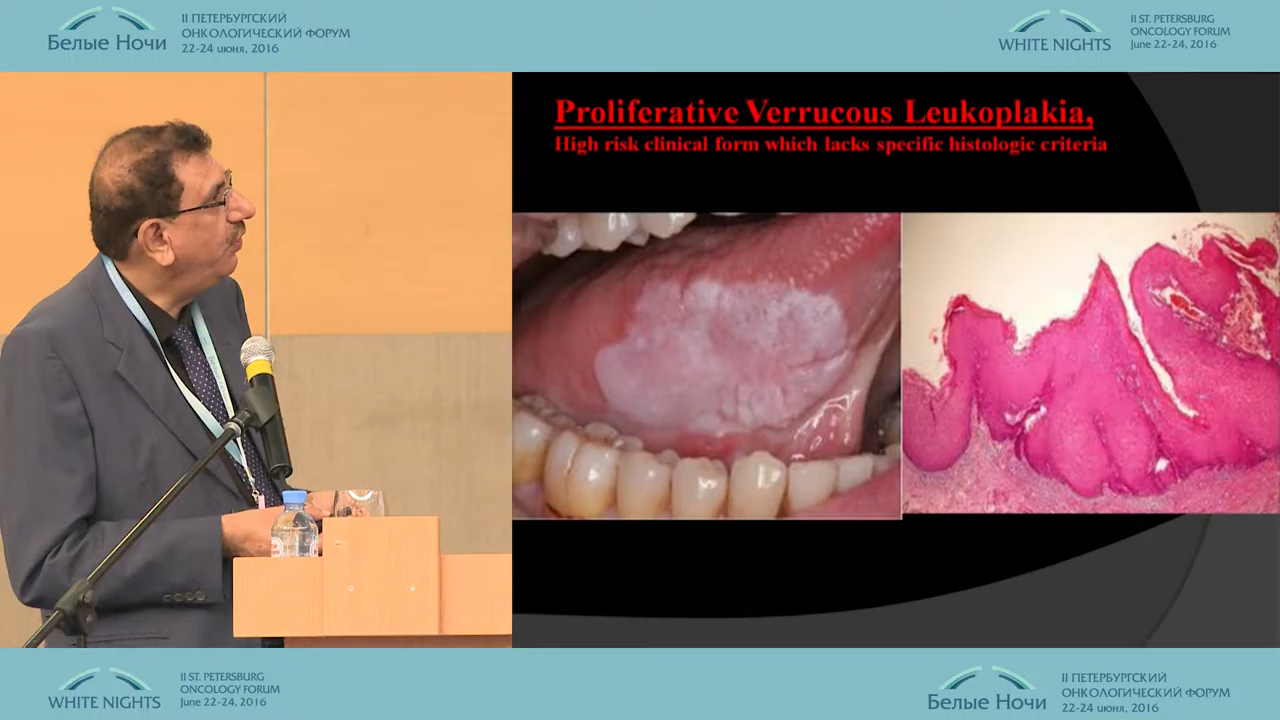 Белые Ночи
II ПЕТЕРБУРГСКИЙ
ОНКОЛОГИЧЕСКИЙ ФОРУМ
22-24 июня, 2016
WHITE NIGHTS
II ST. PETERSBURG
ONCOLOGY FORUM
June 22-24, 2016
Proliferative Verrucous Leukoplakia,
High risk clinical form which lacks specific histologic criteria
WHITE NIGHTS
II ST. PETERSBURG
ONCOLOGY FORUM
June 22-24, 2016
Белые Ночи
II ПЕТЕРБУРГСКИЙ
ОНКОЛОГИЧЕСКИЙ ФОРУМ
22-24 июня, 2016